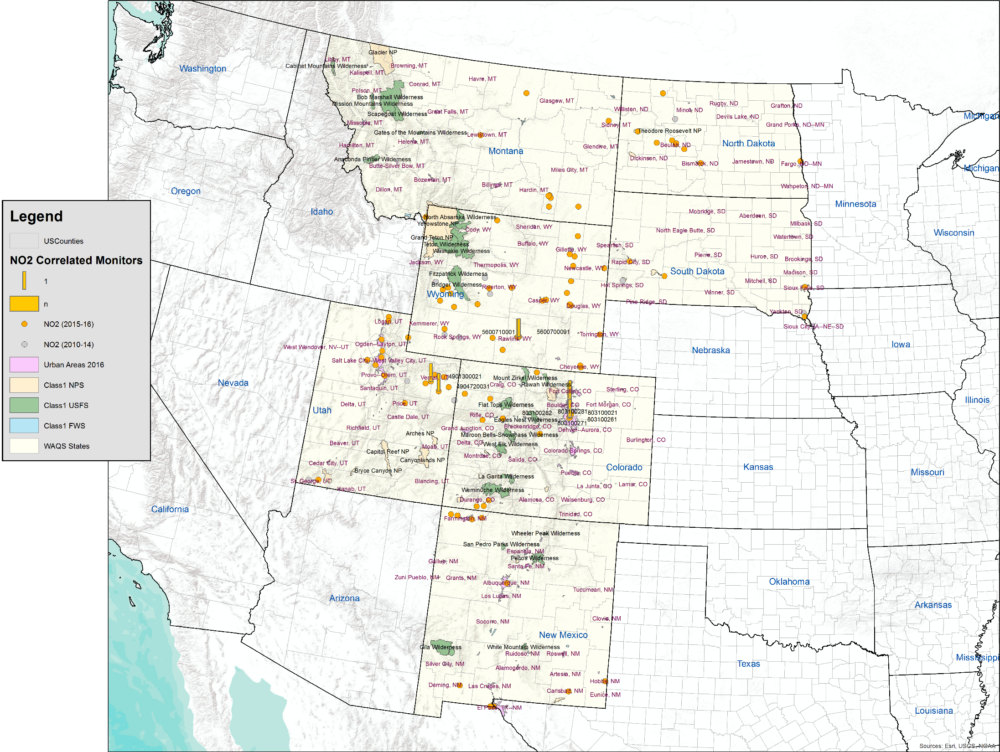 Legend
USCounties
NO2 Correlated Monitors
1
n
NO2 (2015-16)
NO2 (2010-14)
Urban Areas 2016
Class1 NPS
Class1 USFS
Class1 FWS
WAQS States
Washington
Oregon
Idaho
Nevada
California
Arizona
Utah
Montana
Wyoming
Colorado
New Mexico
North Dakota
South Dakota
Nebraska
Kansas
Oklahoma
Texas
Minnesota
Wisconsin
Iowa
Illinois
Missouri
Arkansas
Mississippi
Louisiana
Michigan
Michigan
Glacier NP
Libby, MT
Cabinet Mountains Wilderness
Browning, MT
Kalispell, MT
Havre, MT
Conrad, MT
Polson, MT
Bob Marshall Wilderness
Mission Mountains Wilderness
Glasgow, MT
Scapegoat Wilderness
Great Falls, MT
Missoula, MT
Sidney, MT
Gates of the Mountains Wilderness
Lewistown, MT
Helena, MT
Hamilton, MT
Glendive, MT
Anaconda Pintler Wilderness
Butte-Silver Bow, MT
Miles City, MT
Bozeman, MT
Billings, MT
Dillon, MT
Hardin, MT
Williston, ND
Minot, ND
Rugby, ND
Grafton, ND
Devils Lake, ND
Grand Forks, ND--MN
Theodore Roosevelt NP
Beulah, ND
Dickinson, ND
Bismarck, ND
Jamestown, ND
Fargo, ND--MN
Wahpeton, ND--MN
Mobridge, SD
Aberdeen, SD
Milbank, SD
North Eagle Butte, SD
Watertown, SD
Spearfish, SD
Pierre, SD
Huron, SD
Brookings, SD
Rapid City, SD
Madison, SD
Mitchell, SD
Hot Springs, SD
Sioux Falls, SD
Winner, SD
Pine Ridge, SD
Yankton, SD
Sioux City, IA--NE--SD
North Absaroka Wilderness
Yellowstone NP
Cody, WY
Sheridan, WY
Grand Teton NP
Teton Wilderness
Buffalo, WY
Washakie Wilderness
Gillette, WY
Jackson, WY
Thermopolis, WY
Newcastle, WY
Fitzpatrick Wilderness
Bridger Wilderness
Riverton, WY
Casper, WY
Douglas, WY
Kemmerer, WY
5600710001
5600700091
Rock Springs, WY
Rawlins, WY
Torrington, WY
Cheyenne, WY
Logan, UT
Ogden--Layton, UT
West Wendover, NV--UT
Salt Lake City--West Valley City, UT
Provo--Orem, UT
Vernal, UT
4901300021
4904720031
Santaquin, UT
Delta, UT
Price, UT
Castle Dale, UT
Richfield, UT
Arches NP
Beaver, UT
Moab, UT
Capitol Reef NP
Canyonlands NP
Cedar City, UT
Bryce Canyon NP
St. George, UT
Blanding, UT
Kanab, UT
Mount Zirkel Wilderness
Craig, CO
Rawah Wilderness
Fort Collins, CO
Sterling, CO
Flat Tops Wilderness
Boulder, CO
Fort Morgan, CO
Rifle, CO
803100282
803100281
803100021
Eagles Nest Wilderness
803100261
803100271
Grand Junction, CO
Breckenridge, CO
Denver--Aurora, CO
Maroon Bells-Snowmass Wilderness
Delta, CO
West Elk Wilderness
Burlington, CO
Colorado Springs, CO
Montrose, CO
Salida, CO
Pueblo, CO
La Garita Wilderness
La Junta, CO
Lamar, CO
Weminuche Wilderness
Durango, CO
Alamosa, CO
Walsenburg, CO
Trinidad, CO
Farmington, NM
Wheeler Peak Wilderness
San Pedro Parks Wilderness
Espanola, NM
Pecos Wilderness
Gallup, NM
Santa Fe, NM
Zuni Pueblo, NM
Grants, NM
Albuquerque, NM
Tucumcari, NM
Los Lunas, NM
Socorro, NM
Clovis, NM
Gila Wilderness
White Mountain Wilderness
Ruidoso, NM
Roswell, NM
Silver City, NM
Alamogordo, NM
Artesia, NM
Hobbs, NM
Deming, NM
Las Cruces, NM
Carlsbad, NM
Eunice, NM
El Paso, TX--NM
Sources: Esri, USGS, NOAA